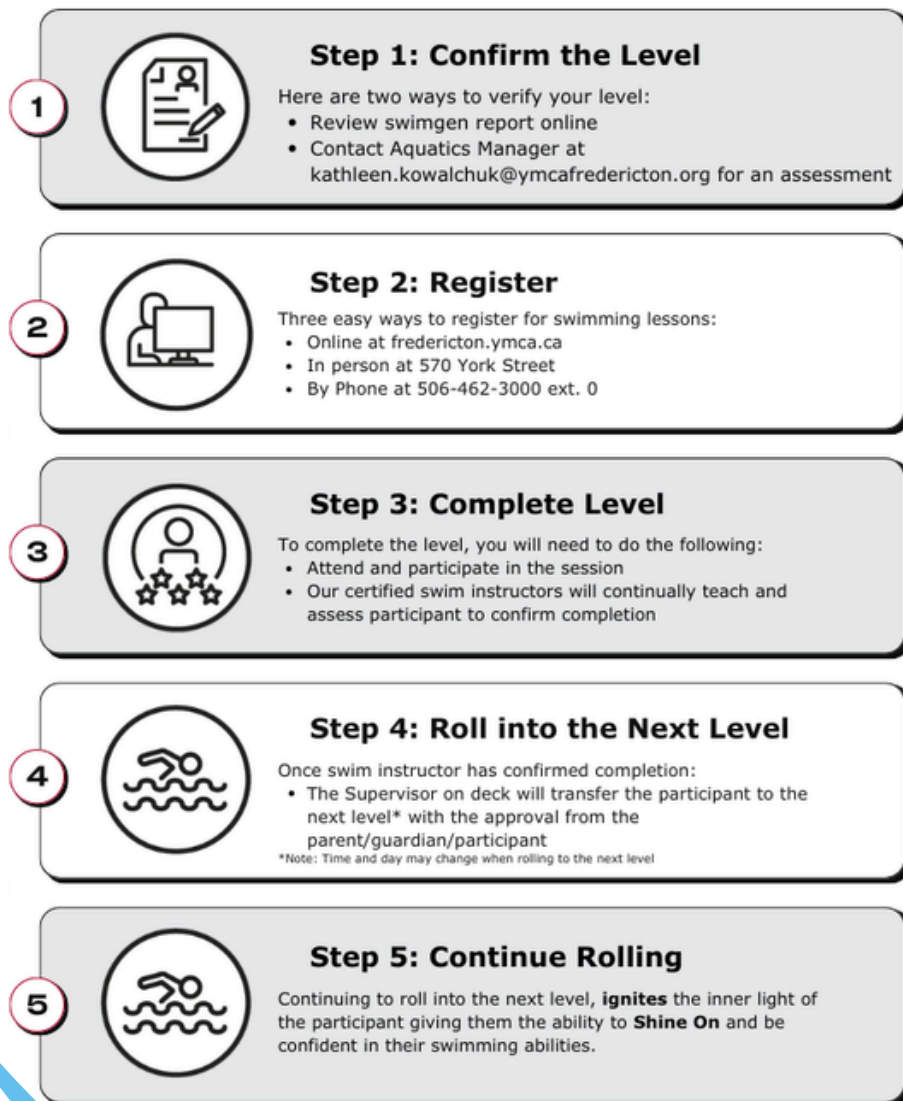 1
Step 1: Confirm the Level
Here are two ways to verify your level:
• Review swimgen report online
• Contact Aquatics Manager at
kathleen.kowalchuk@ymcafredericton.org for an assessment
2
Step 2: Register
Three easy ways to register for swimming lessons:
• Online at fredericton.ymca.ca
• In person at 570 York Street
• By Phone at 506-462-3000 ext. 0
3
Step 3: Complete Level
To complete the level, you will need to do the following:
• Attend and participate in the session
• Our certified swim instructors will continually teach and
assess participant to confirm completion
4
Step 4: Roll into the Next Level
Once swim instructor has confirmed completion:
• The Supervisor on deck will transfer the participant to the
next level* with the approval from the
parent/guardian/participant
*Note: Time and day may change when rolling to the next level
5
Step 5: Continue Rolling
Continuing to roll into the next level, ignites the inner light of
the participant giving them the ability to Shine On and be
confident in their swimming abilities.